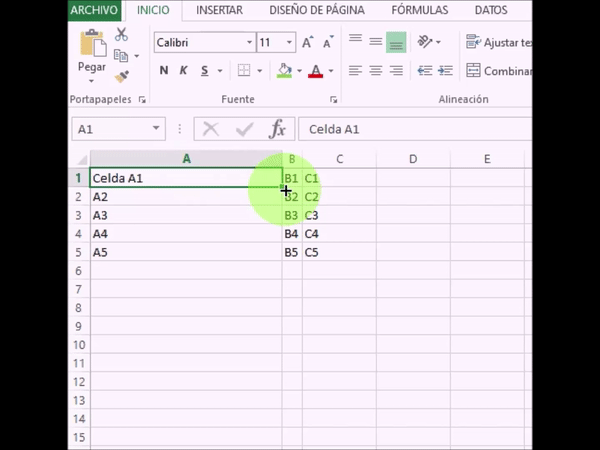 ARCHIVO INICIO INSERTAR DISEÑO DE PÁGINA FÓRMULAS DATOS
Pegar
Calibri 11 A A
N K S A
Ajustar te
Combinar
Portapapeles Fuente Alineación
A1 fx Celda A1
A B C D E
1 Celda A1 B1 C1
2 A2 B2 C2
3 A3 B3 C3
4 A4 B4 C4
5 A5 B5 C5
6
7
8
9
10
11
12
13
14
15